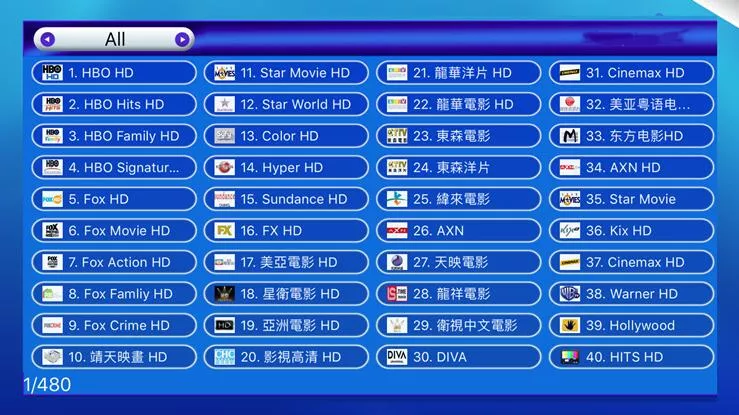 All
1. HBO HD
2. HBO Hits HD
3. HBO Family HD
4. HBO Signatur...
5. Fox HD
6. Fox Movie HD
7. Fox Action HD
8. Fox Famliy HD
9. Fox Crime HD
10. 靖天映畫 HD
11. Star Movie HD
12. Star World HD
13. Color HD
14. Hyper HD
15. Sundance HD
16. FX HD
17. 美亞電影 HD
18. 星衛電影 HD
19. 亞洲電影 HD
20. 影視高清 HD
21. 龍華洋片 HD
22. 龍華電影 HD
23. 東森電影
24. 東森洋片
25. 緯來電影
26. AXN
27. 天映電影
28. 龍祥電影
29. 衛視中文電影
30. DIVA
31. Cinemax HD
32. 美亚粤语电...
33. 东方电影HD
34. AXN HD
35. Star Movie
36. Kix HD
37. Cinemax HD
38. Warner HD
39. Hollywood
40. HITS HD
1/480